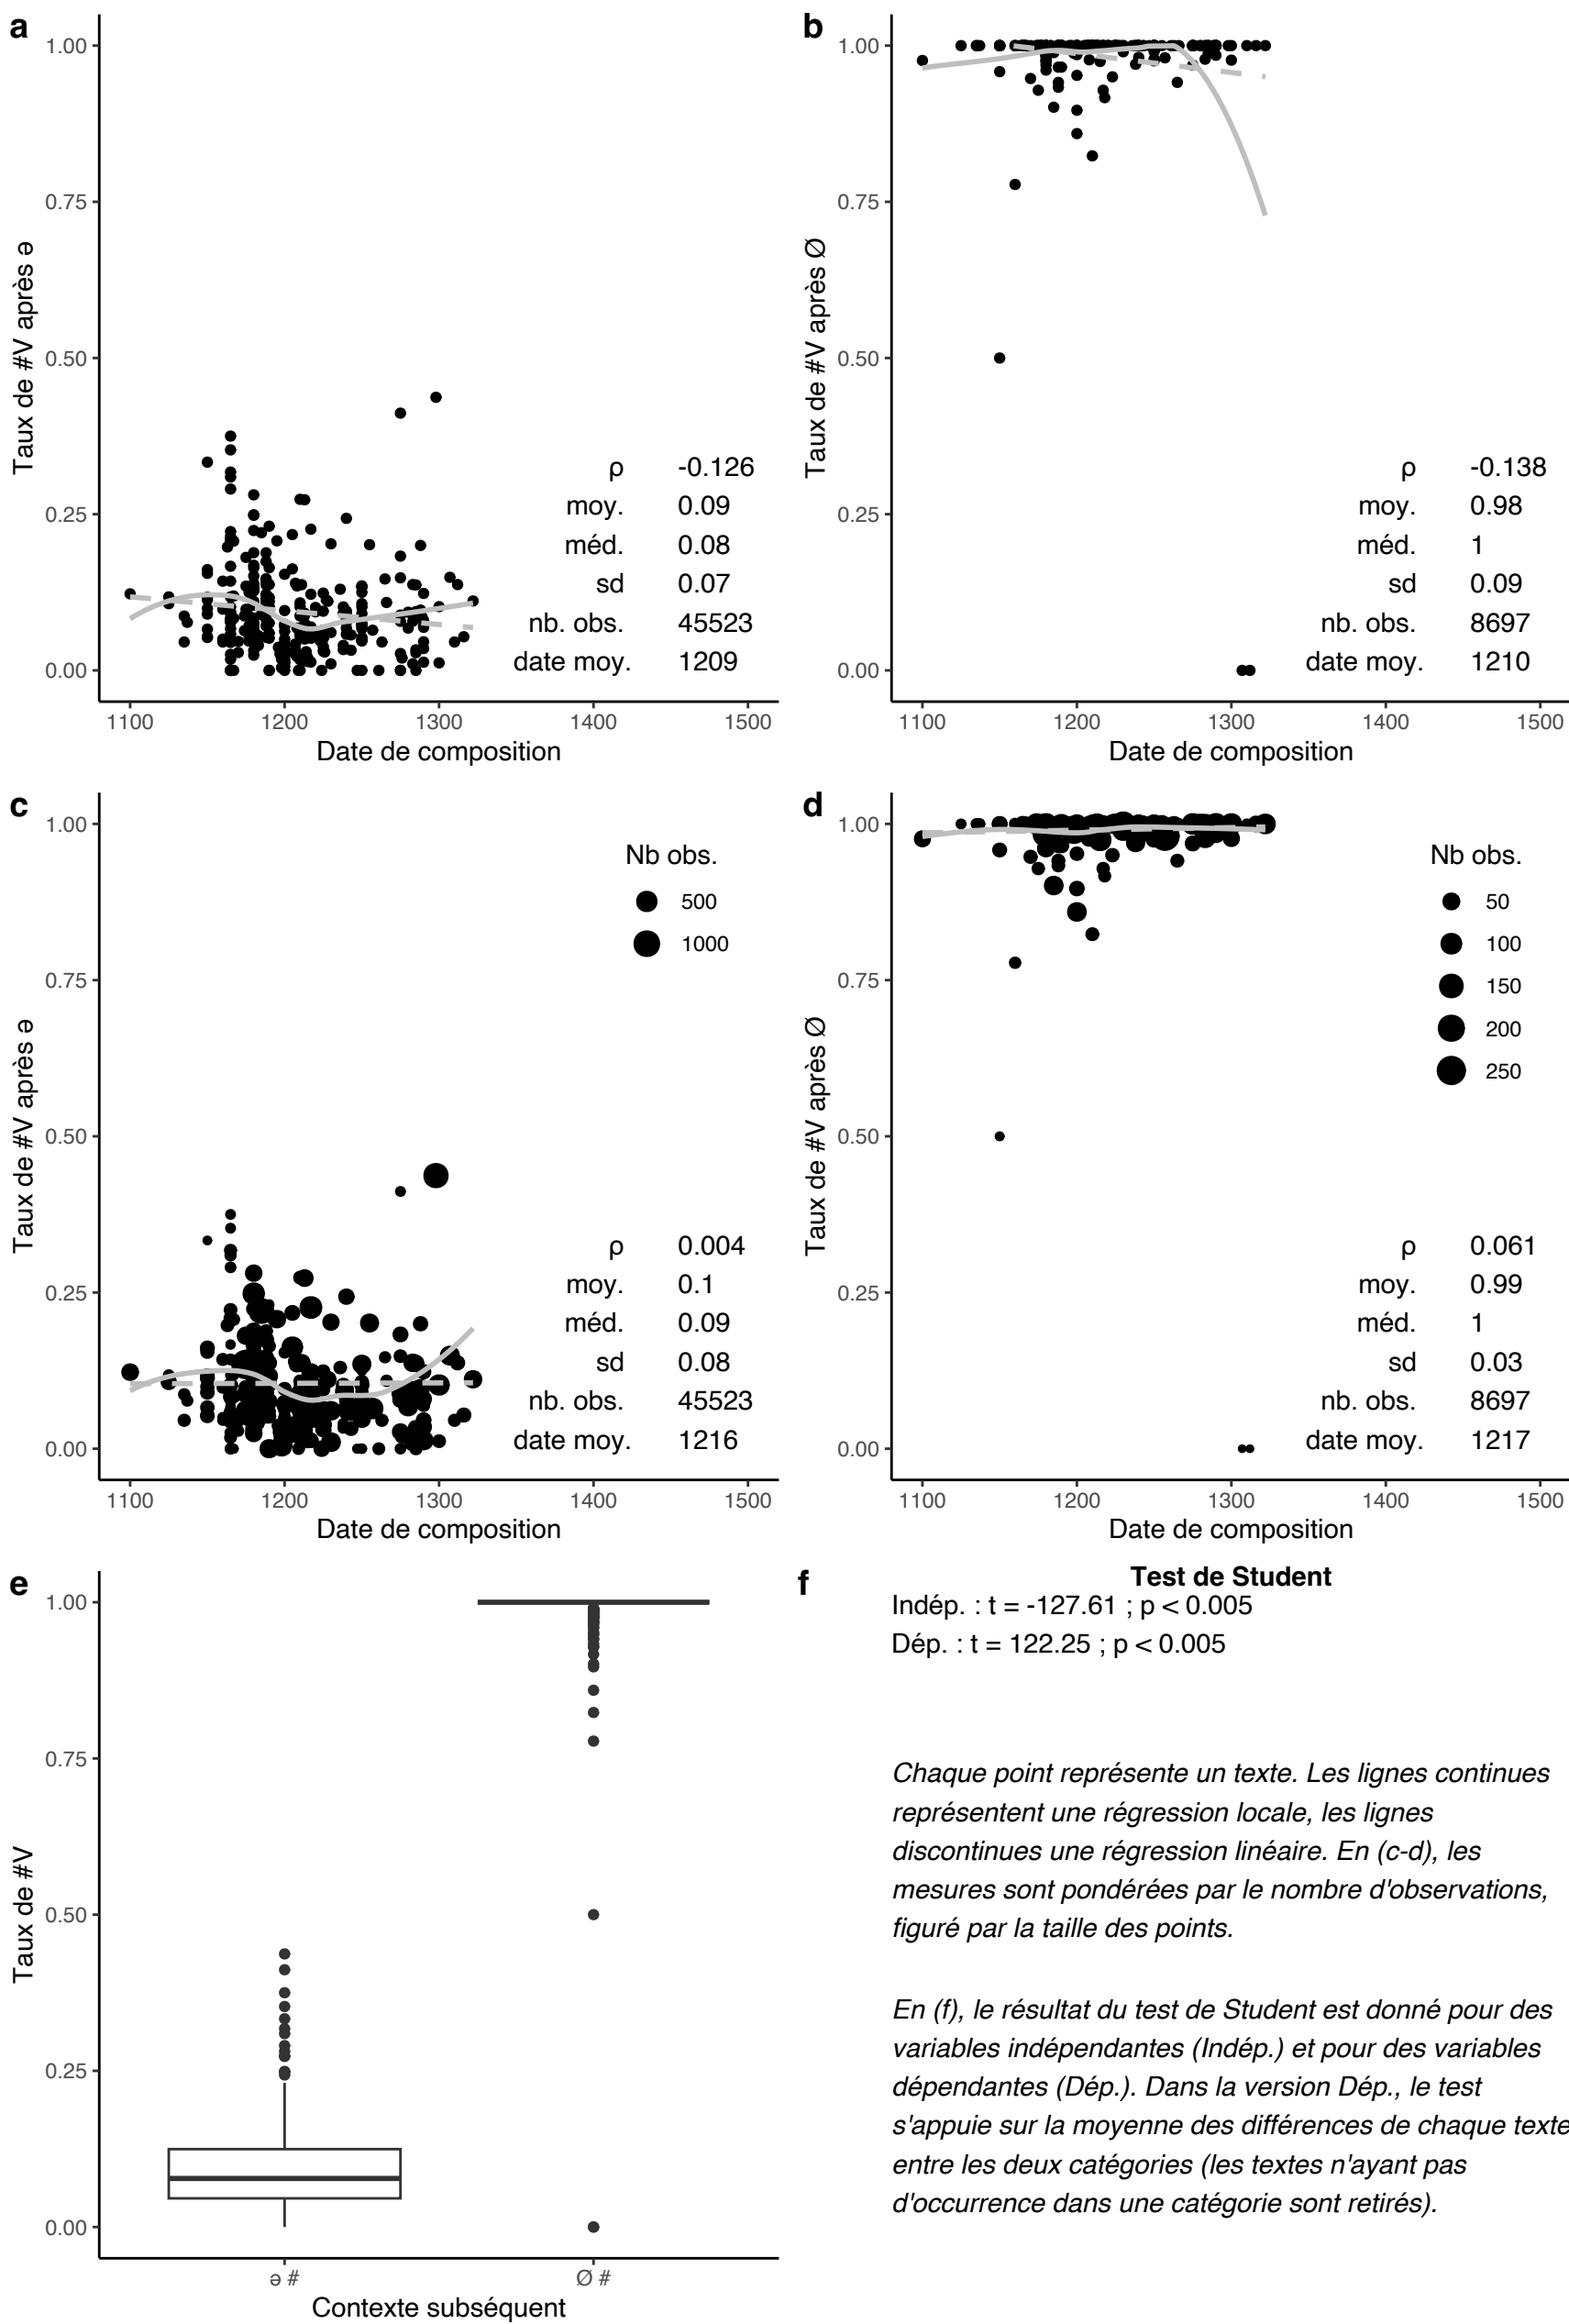 a
Taux de #V après ə
1.00
0.75
0.50
0.25
0.00
ρ -0.126
moy. 0.09
méd. 0.08
sd 0.07
nb. obs. 45523
date moy. 1209
1100 1200 1300 1400 1500
Date de composition
b
Taux de #V après Ø
1.00
0.75
0.50
0.25
0.00
ρ -0.138
moy. 0.98
méd. 1
sd 0.09
nb. obs. 8697
date moy. 1210
1100 1200 1300 1400 1500
Date de composition
c
Taux de #V après ə
1.00
0.75
0.50
0.25
0.00
Nb obs.
500
1000
ρ 0.004
moy. 0.1
méd. 0.09
sd 0.08
nb. obs. 45523
date moy. 1216
1100 1200 1300 1400 1500
Date de composition
d
Taux de #V après Ø
1.00
0.75
0.50
0.25
0.00
Nb obs.
50
100
150
200
250
ρ 0.061
moy. 0.99
méd. 1
sd 0.03
nb. obs. 8697
date moy. 1217
1100 1200 1300 1400 1500
Date de composition
e
Taux de #V
1.00
0.75
0.50
0.25
0.00
ə # Ø #
Contexte subséquent
f
Test de Student
Indép. : t = -127.61 ; p < 0.005
Dép. : t = 122.25 ; p < 0.005
Chaque point représente un texte. Les lignes continues
représentent une régression locale, les lignes
discontinues une régression linéaire. En (c-d), les
mesures sont pondérées par le nombre d'observations,
figuré par la taille des points.
En (f), le résultat du test de Student est donné pour des
variables indépendantes (Indép.) et pour des variables
dépendantes (Dép.). Dans la version Dép., le test
s'appuie sur la moyenne des différences de chaque texte
entre les deux catégories (les textes n'ayant pas
d'occurrence dans une catégorie sont retirés).